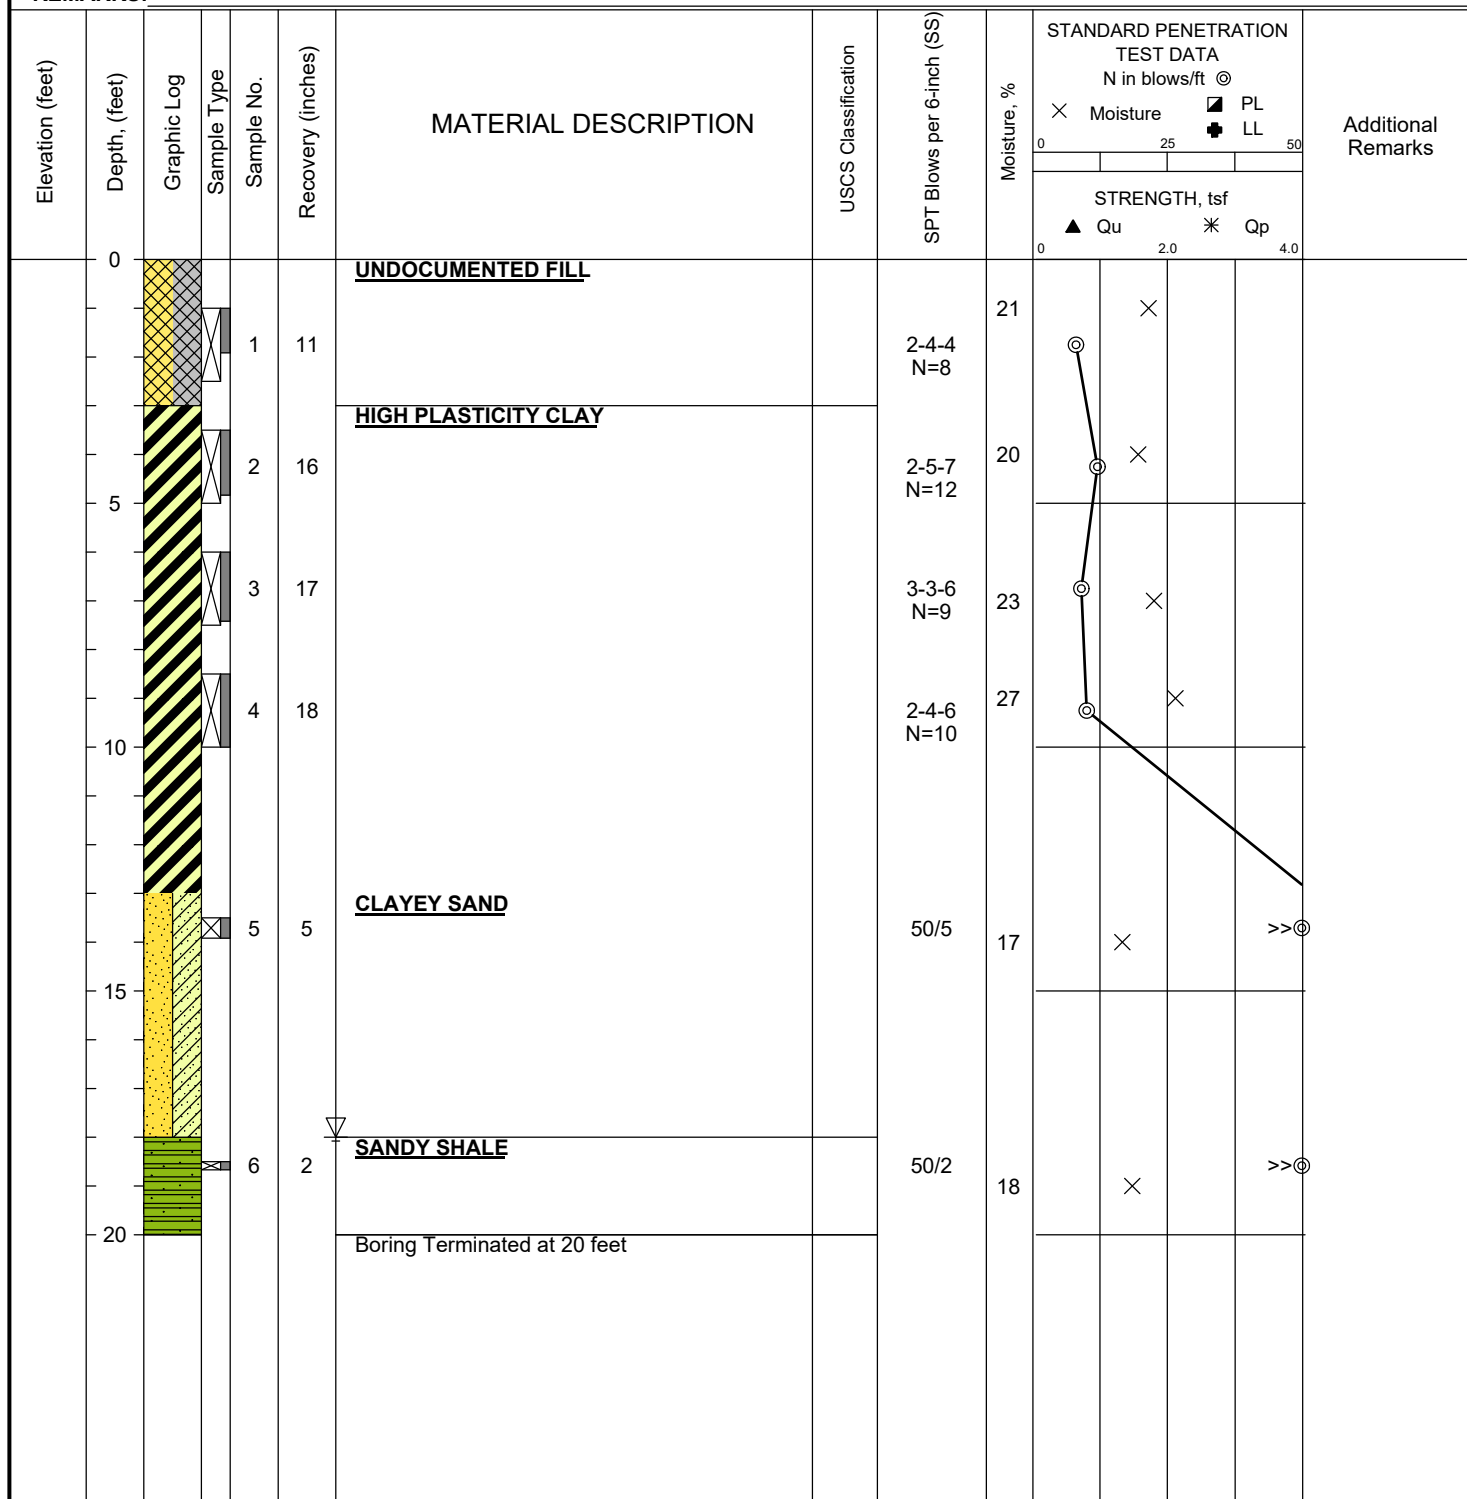 Elevation (feet)
Depth, (feet)
Graphic Log
Sample Type
Sample No.
Recovery (inches)
MATERIAL DESCRIPTION
USCS Classification
SPT Blows per 6-inch (SS)
Moisture, %
STANDARD PENETRATION
TEST DATA
N in blows/ft
Moisture
PL
LL
0 25 50
STRENGTH, tsf
Qu Qp
0 2.0 4.0
Additional
Remarks
0
UNDOCUMENTED FILL
21
1 11 2-4-4
N=8
HIGH PLASTICITY CLAY
2 16 2-5-7 20
N=12
5
3 17 3-3-6 23
N=9
27
4 18 2-4-6
N=10
10
CLAYEY SAND
5 5 50/5 17 >>
15
SANDY SHALE
6 2 50/2 >>
18
20
Boring Terminated at 20 feet